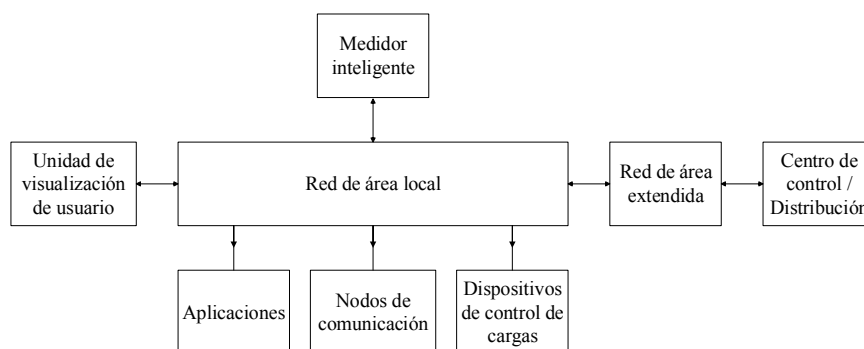 Medidor
inteligente
Unidad de
visualización
de usuario
Red de área local
Red de área
extendida
Centro de
control /
Distribución
Aplicaciones
Nodos de
comunicación
Dispositivos
de control de
cargas